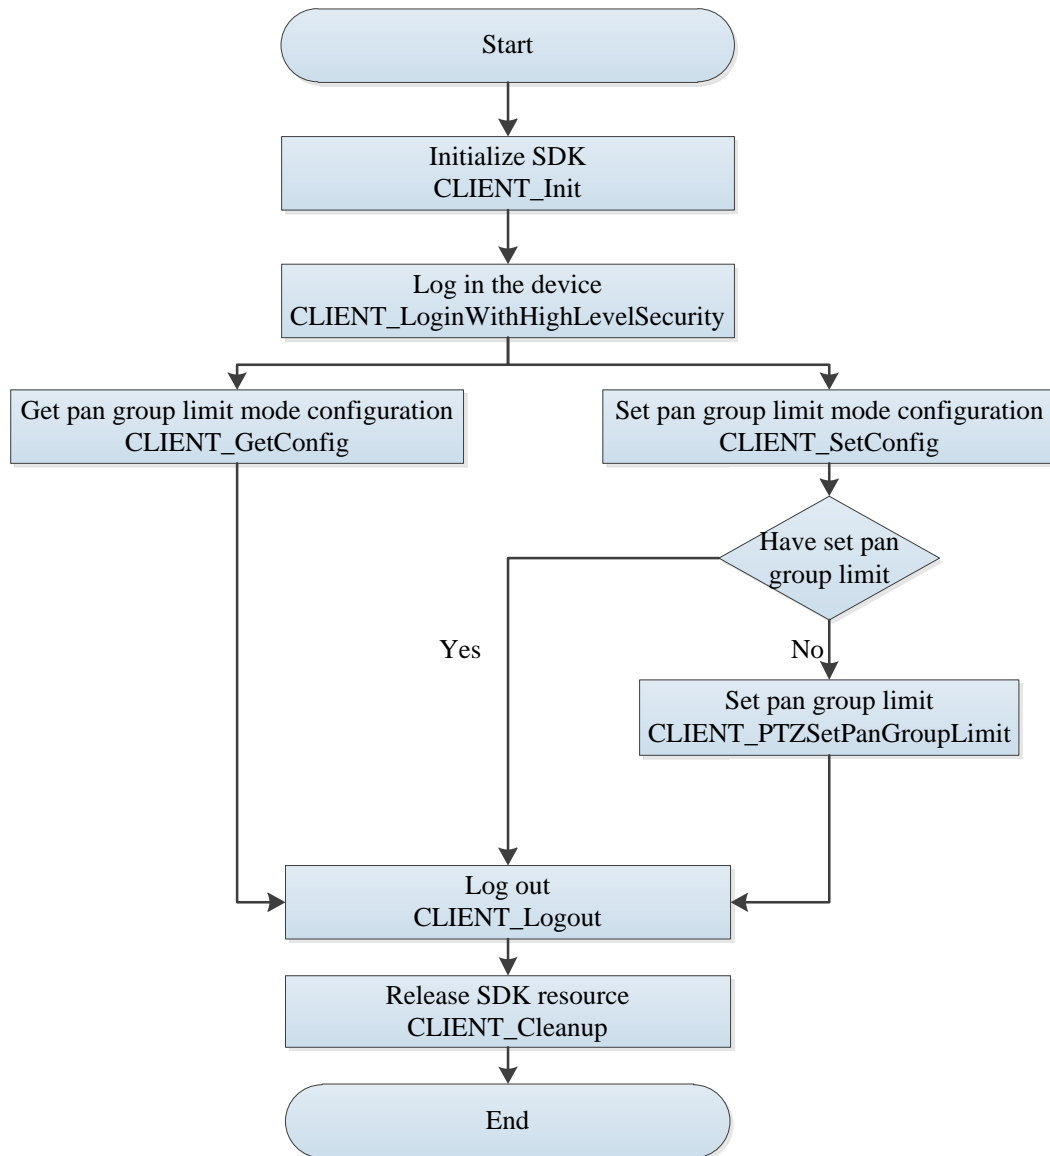 Start
Initialize SDK
CLIENT_Init
Log in the device
CLIENT_LoginWithHighLevelSecurity
Get pan group limit mode configuration
CLIENT_GetConfig
Set pan group limit mode configuration
CLIENT_SetConfig
Have set pan
group limit
Yes
No
Set pan group limit
CLIENT_PTZSetPanGroupLimit
Log out
CLIENT_Logout
Release SDK resource
CLIENT_Cleanup
End